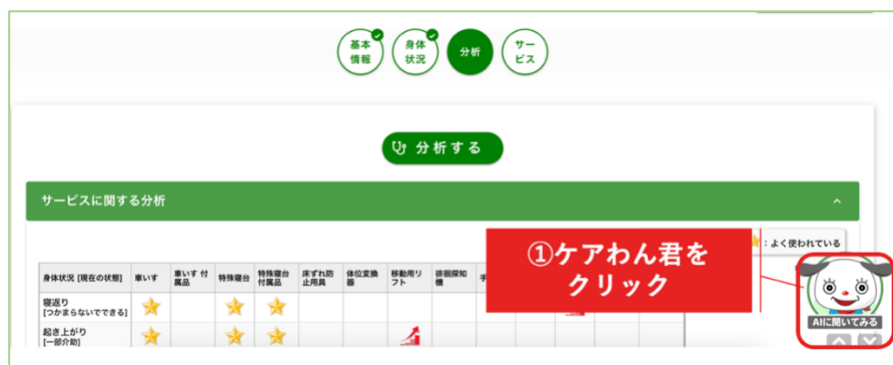 基本
情報
身体
状況
分析
サー
ビス
分析する
サービスに関する分析
：よく使われている
①ケアわん君を
クリック
身体状況 [現在の状態]
車いす
車いす 付
属品
特殊寝台
特殊寝台
付属品
床ずれ防
止用具
体位変換
器
移動用リ
フト
徘徊探知
機
手
寝返り
[つかまらないでできる]
起き上がり
[一部介助]
AIに聞いてみる